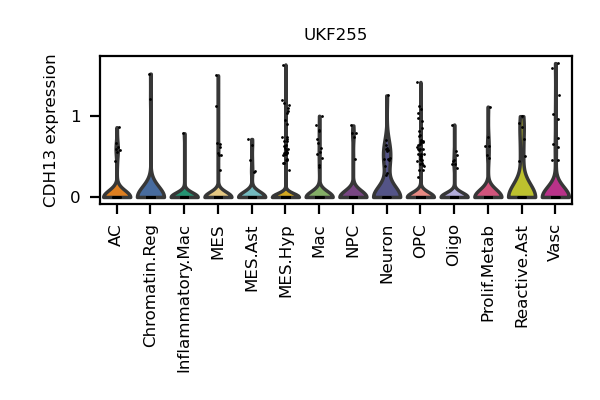 UKF255
CDH13 expression
1
0
AC
Chromatin.Reg
Inflammatory.Mac
MES
MES.Ast
MES.Hyp
Mac
NPC
Neuron
OPC
Oligo
Prolif.Metab
Reactive.Ast
Vasc